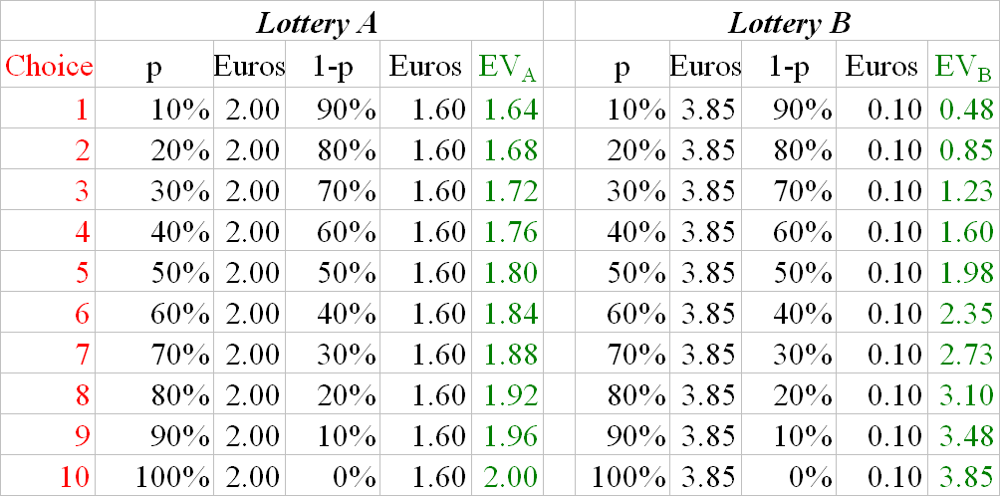 Lottery A Lottery B
Choice p Euros 1-p Euros EVA p Euros 1-p Euros EVB
1 10% 2.00 90% 1.60 1.64 10% 3.85 90% 0.10 0.48
2 20% 2.00 80% 1.60 1.68 20% 3.85 80% 0.10 0.85
3 30% 2.00 70% 1.60 1.72 30% 3.85 70% 0.10 1.23
4 40% 2.00 60% 1.60 1.76 40% 3.85 60% 0.10 1.60
5 50% 2.00 50% 1.60 1.80 50% 3.85 50% 0.10 1.98
6 60% 2.00 40% 1.60 1.84 60% 3.85 40% 0.10 2.35
7 70% 2.00 30% 1.60 1.88 70% 3.85 30% 0.10 2.73
8 80% 2.00 20% 1.60 1.92 80% 3.85 20% 0.10 3.10
9 90% 2.00 10% 1.60 1.96 90% 3.85 10% 0.10 3.48
10 100% 2.00 0% 1.60 2.00 100% 3.85 0% 0.10 3.85